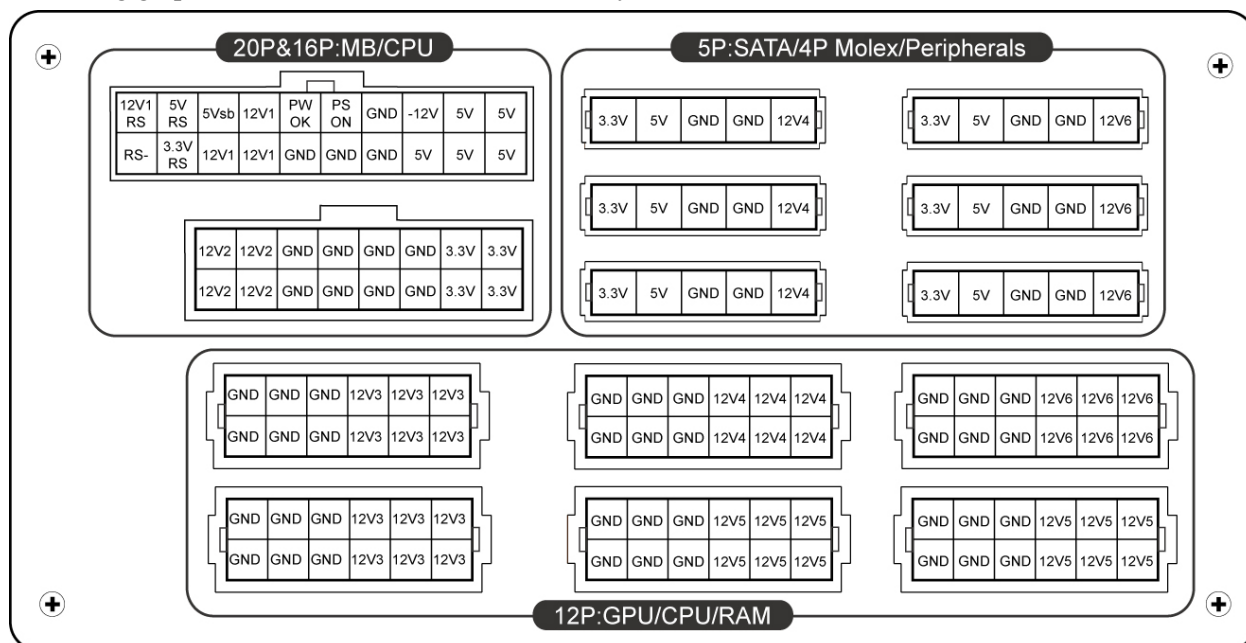 20P&16P:MB/CPU
12V1 RS 5V RS 5Vsb 12V1 PW OK PS ON GND -12V 5V 5V
RS- 3.3V RS 12V1 12V1 GND GND GND 5V 5V 5V
12V2 12V2 GND GND GND GND 3.3V 3.3V
12V2 12V2 GND GND GND GND 3.3V 3.3V
5P:SATA/4P Molex/Peripherals
3.3V 5V GND GND 12V4
3.3V 5V GND GND 12V6
3.3V 5V GND GND 12V4
3.3V 5V GND GND 12V6
3.3V 5V GND GND 12V4
3.3V 5V GND GND 12V6
GND GND GND 12V3 12V3 12V3
GND GND GND 12V3 12V3 12V3
GND GND GND 12V4 12V4 12V4
GND GND GND 12V4 12V4 12V4
GND GND GND 12V6 12V6 12V6
GND GND GND 12V6 12V6 12V6
GND GND GND 12V3 12V3 12V3
GND GND GND 12V3 12V3 12V3
GND GND GND 12V5 12V5 12V5
GND GND GND 12V5 12V5 12V5
GND GND GND 12V5 12V5 12V5
GND GND GND 12V5 12V5 12V5
12P:GPU/CPU/RAM